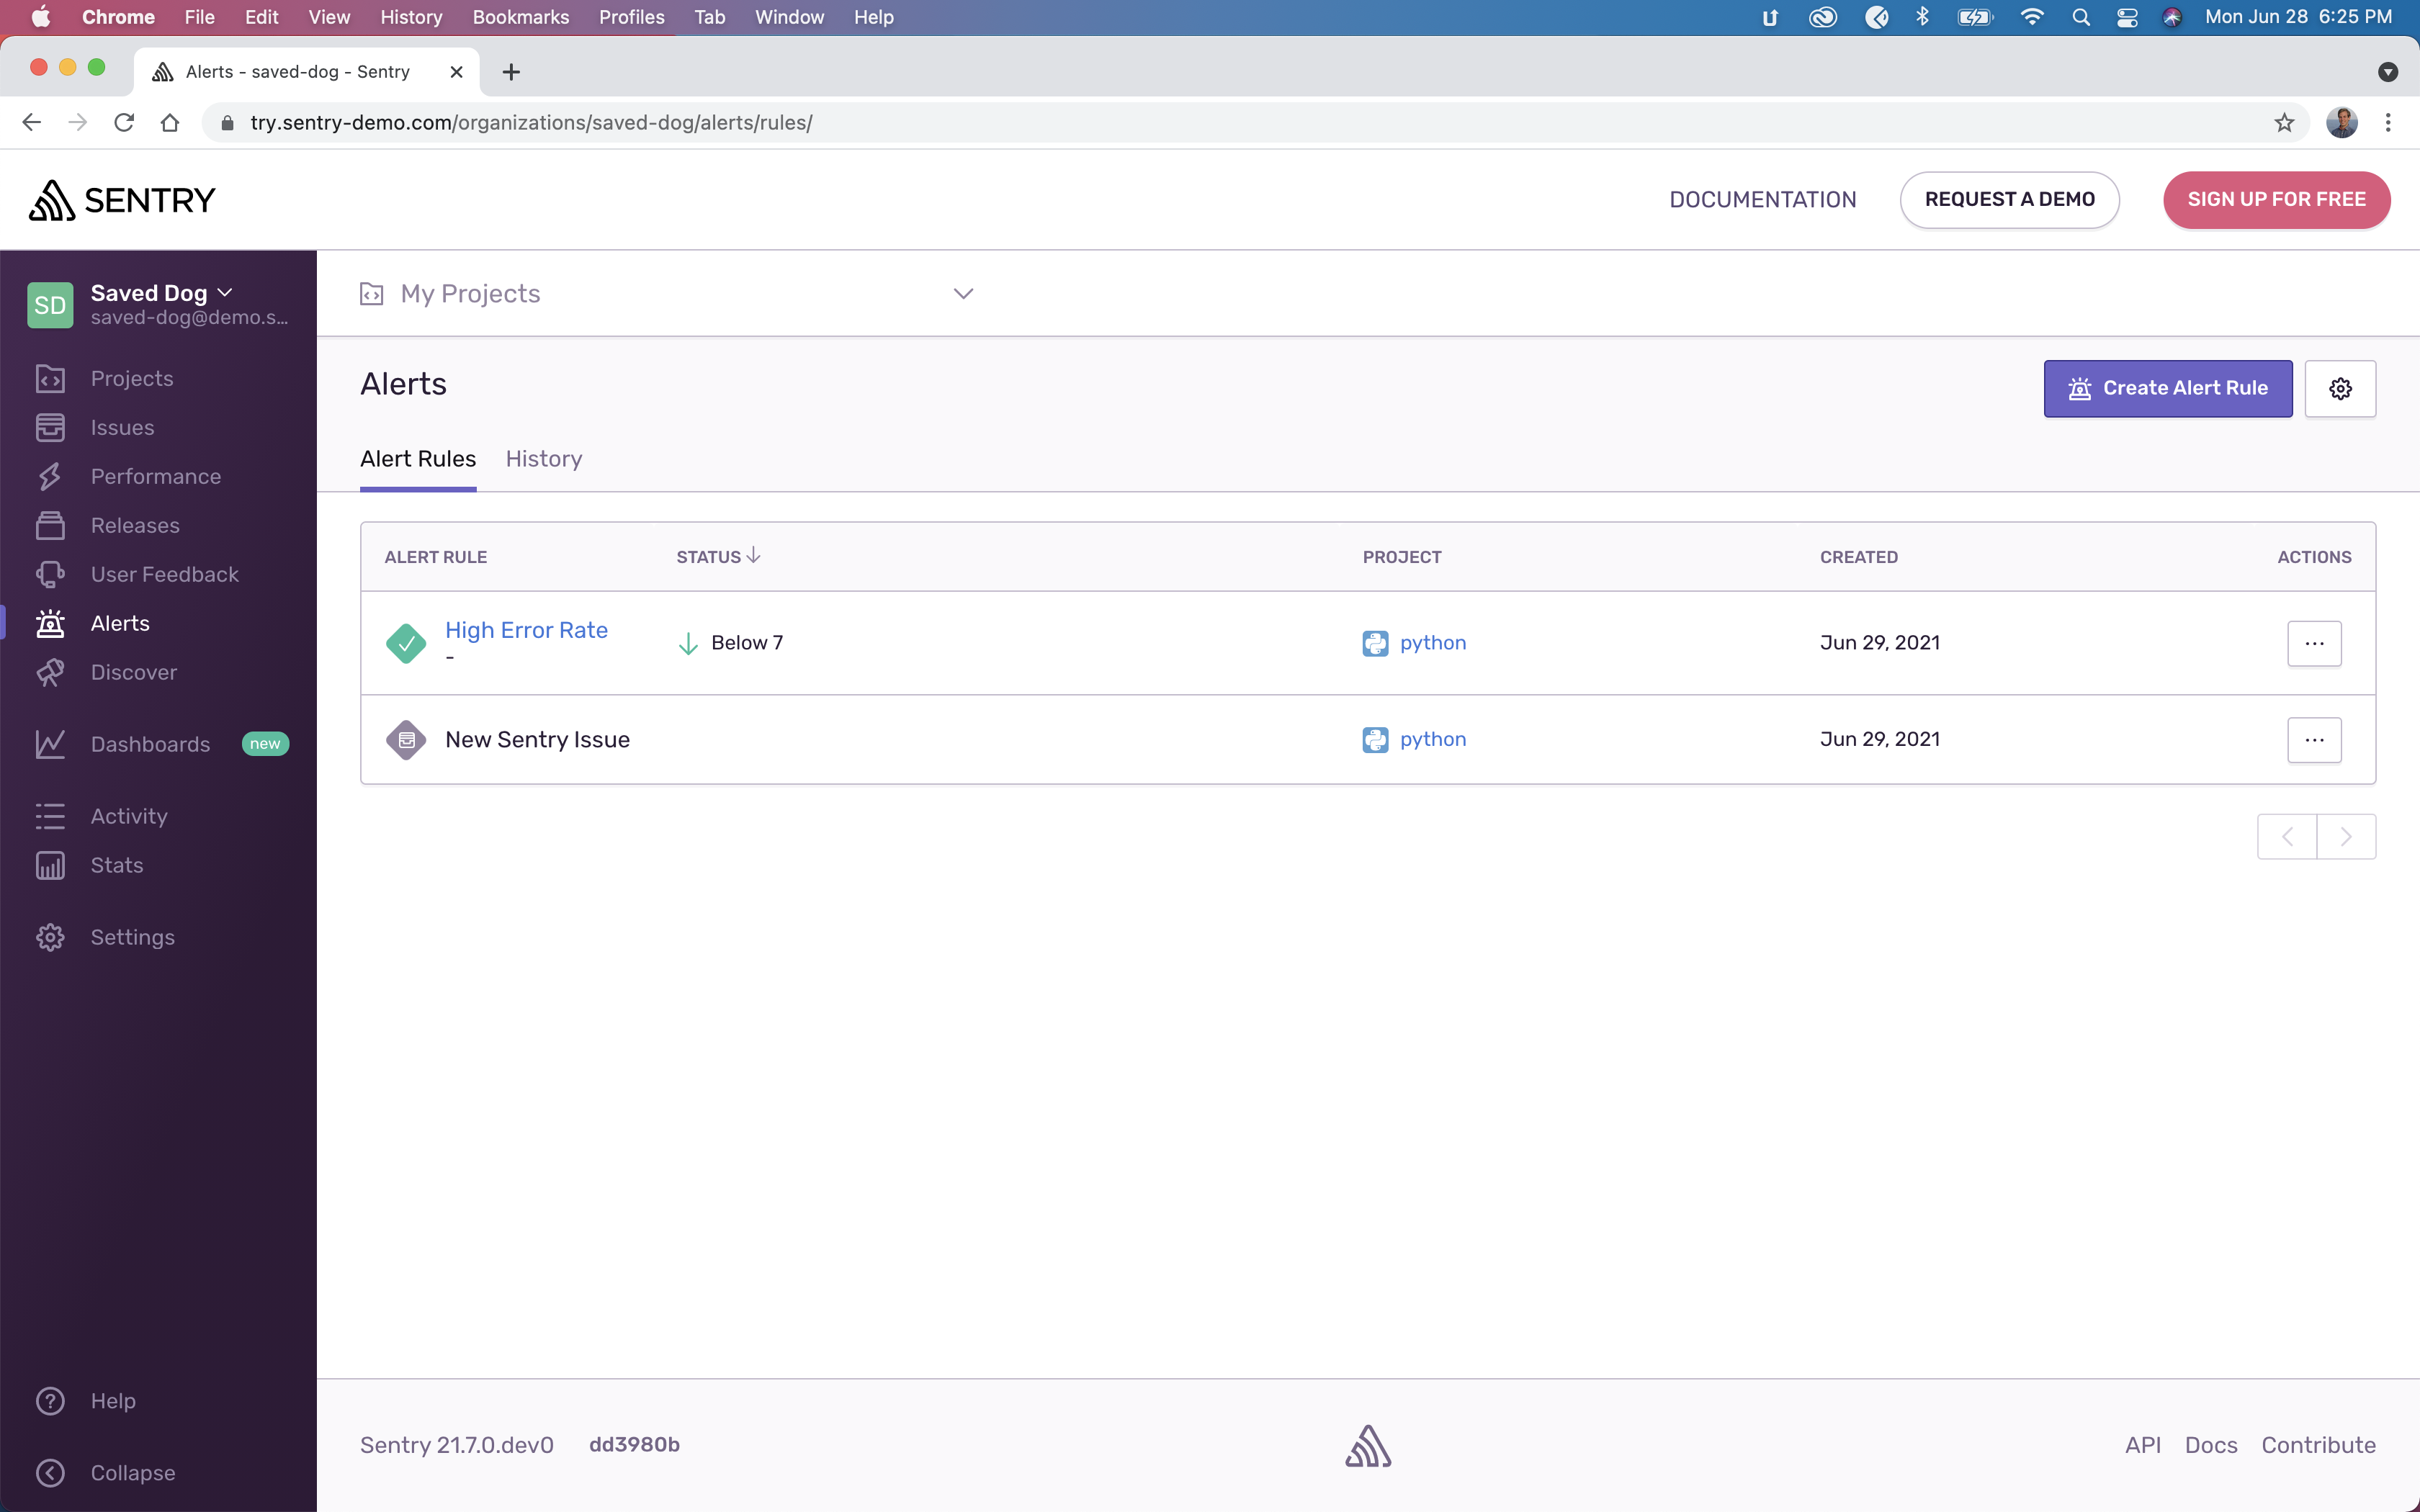 Chrome File Edit View History Bookmarks Profiles Tab Window Help Mon Jun 28 6:25 PM
Alerts - saved-dog - Sentry
try.sentry-demo.com/organizations/saved-dog/alerts/rules/
SENTRY DOCUMENTATION REQUEST A DEMO SIGN UP FOR FREE
SD Saved Dog
saved-dog@demo.s...
Projects
Issues
Performance
Releases
User Feedback
Alerts
Discover
Dashboards new
Activity
Stats
Settings
Help
Collapse
My Projects
Alerts Create Alert Rule
Alert Rules History
ALERT RULE STATUS PROJECT CREATED ACTIONS
High Error Rate Below 7 python Jun 29, 2021
-
New Sentry Issue python Jun 29, 2021
Sentry 21.7.0.dev0 dd3980b API Docs Contribute